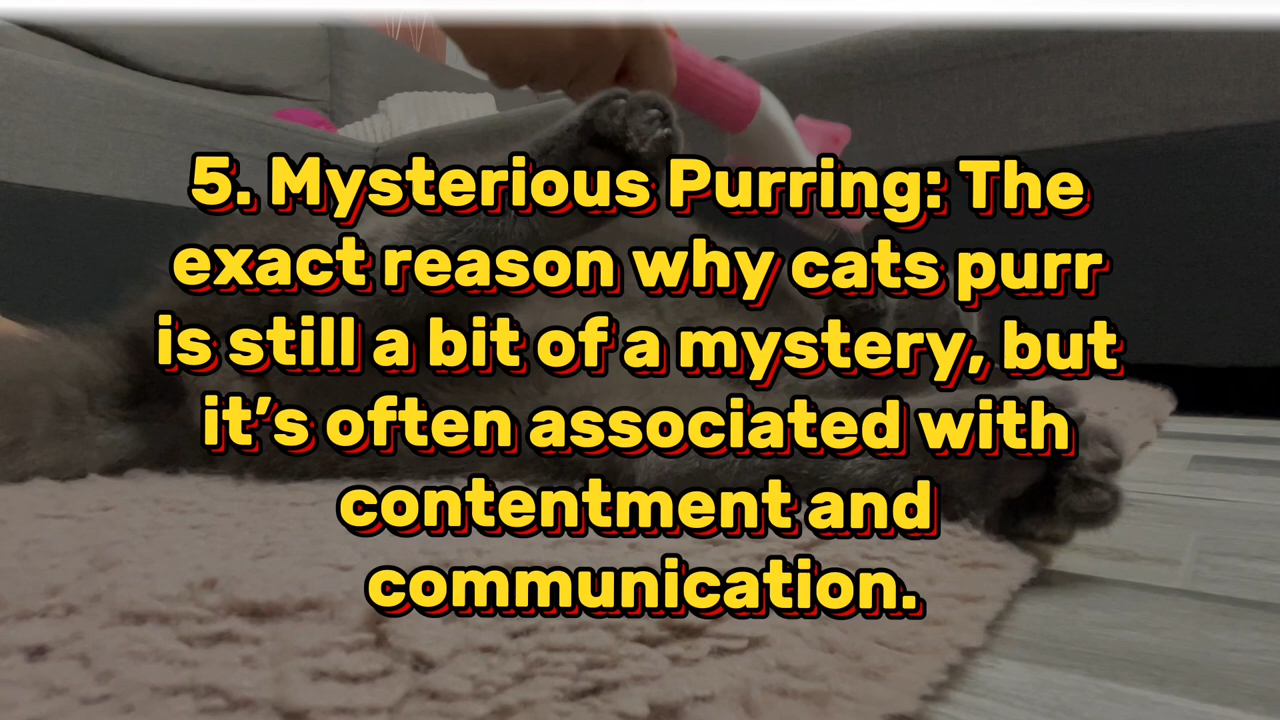 5. Mysterious Purring: The
exact reason why cats purr
is still a bit of a mystery, but
it’s often associated with
contentment and
communication.